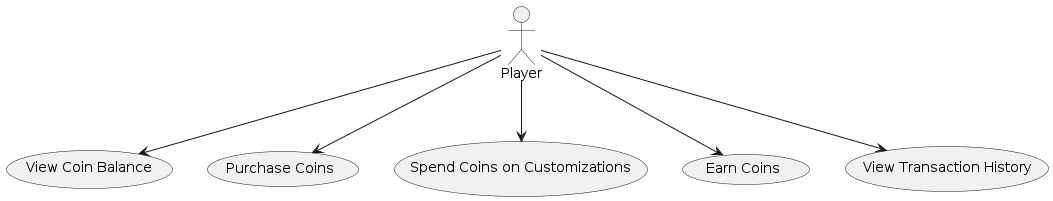 Player
View Coin Balance
Purchase Coins
Spend Coins on Customizations
Earn Coins
View Transaction History